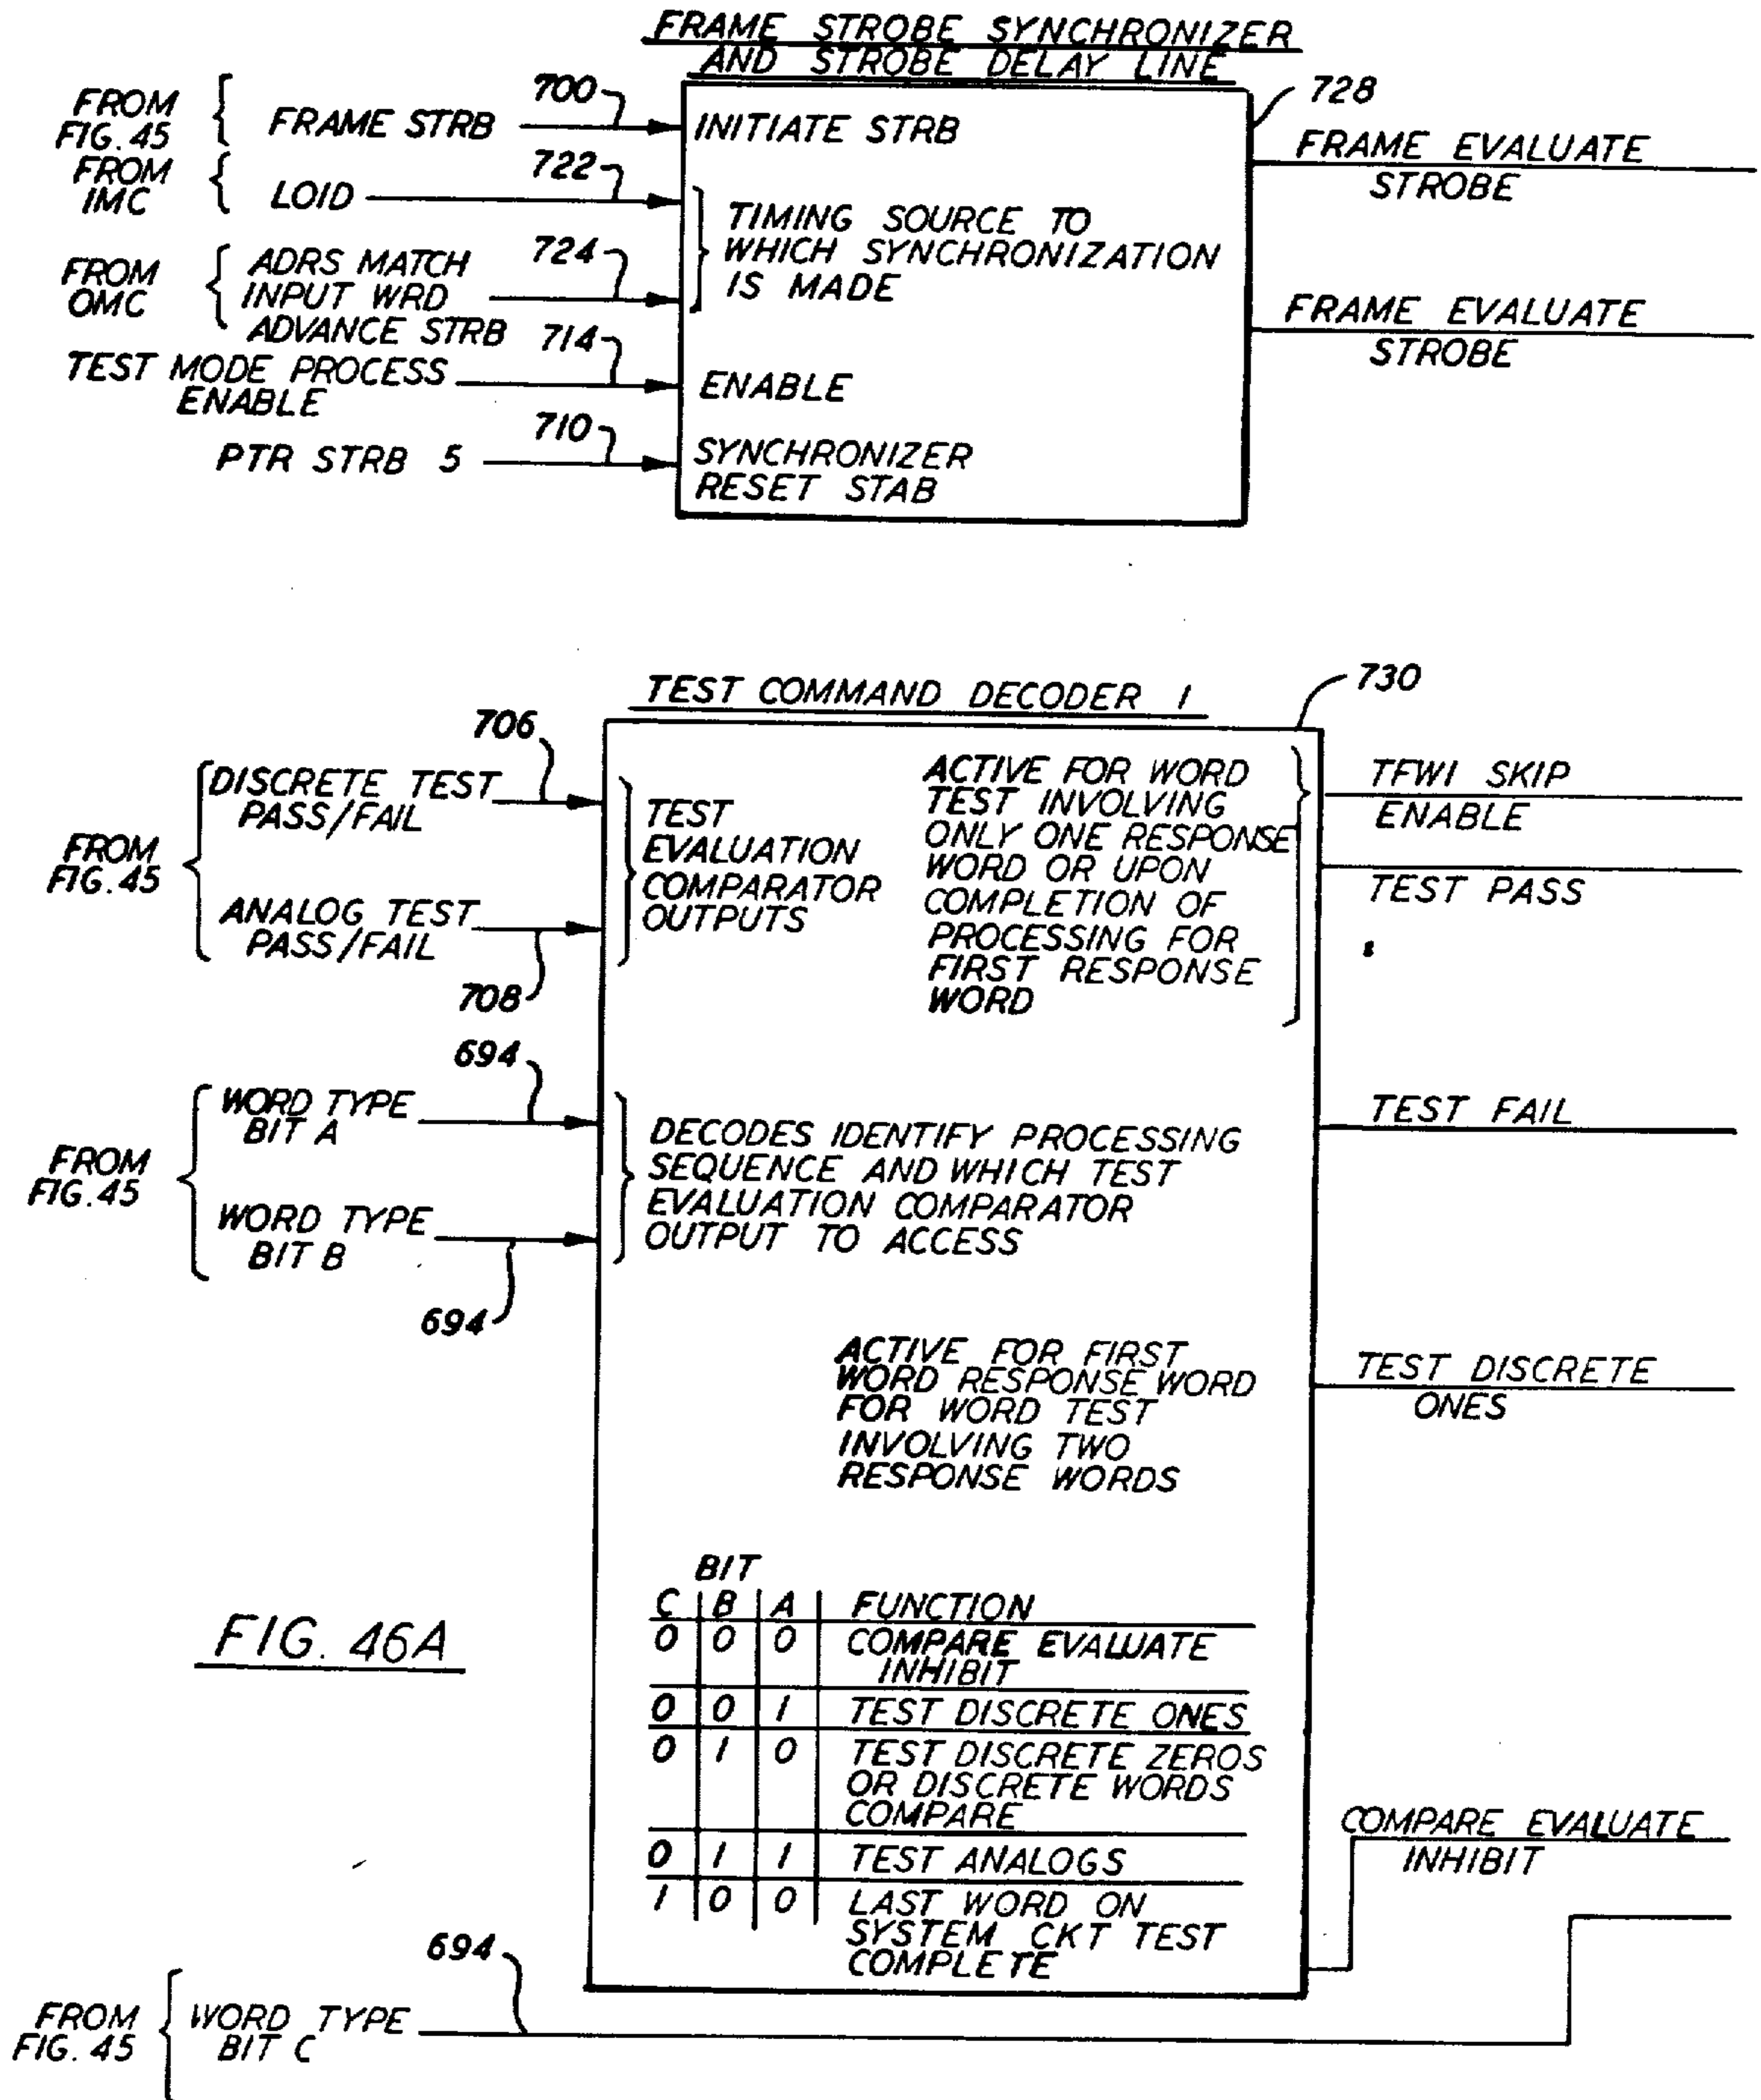 FRAME STROBE SYNCHRONIZER
AND STROBE DELAY LINE
728
FROM
FIG. 45
FRAME STRB
700
INITIATE STRB
FRAME EVALUATE
STROBE
FROM
IMC
LOID
722
TIMING SOURCE TO
WHICH SYNCHRONIZATION
IS MADE
FROM
OMC
ADRS MATCH
INPUT WRD
ADVANCE STRB
724
FRAME EVALUATE
STROBE
TEST MODE PROCESS
ENABLE
714
ENABLE
PTR STRB 5
710
SYNCHRONIZER
RESET STAB
TEST COMMAND DECODER 1
730
FROM
FIG. 45
DISCRETE TEST
PASS/FAIL
706
ANALOG TEST
PASS/FAIL
708
TEST
EVALUATION
COMPARATOR
OUTPUTS
ACTIVE FOR WORD
TEST INVOLVING
ONLY ONE RESPONSE
WORD OR UPON
COMPLETION OF
PROCESSING FOR
FIRST RESPONSE
WORD
TFWI SKIP
ENABLE
TEST PASS
FROM
FIG. 45
WORD TYPE
BIT A
694
WORD TYPE
BIT B
694
DECODES IDENTIFY PROCESSING
SEQUENCE AND WHICH TEST
EVALUATION COMPARATOR
OUTPUT TO ACCESS
TEST FAIL
ACTIVE FOR FIRST
WORD RESPONSE WORD
FOR WORD TEST
INVOLVING TWO
RESPONSE WORDS
TEST DISCRETE
ONES
FIG. 46A
BIT
C B A FUNCTION
0 0 0 COMPARE EVALUATE
INHIBIT
0 0 1 TEST DISCRETE ONES
0 1 0 TEST DISCRETE ZEROS
OR DISCRETE WORDS
COMPARE
0 1 1 TEST ANALOGS
1 0 0 LAST WORD ON
SYSTEM CKT TEST
COMPLETE
COMPARE EVALUATE
INHIBIT
FROM
FIG. 45
WORD TYPE
BIT C
694